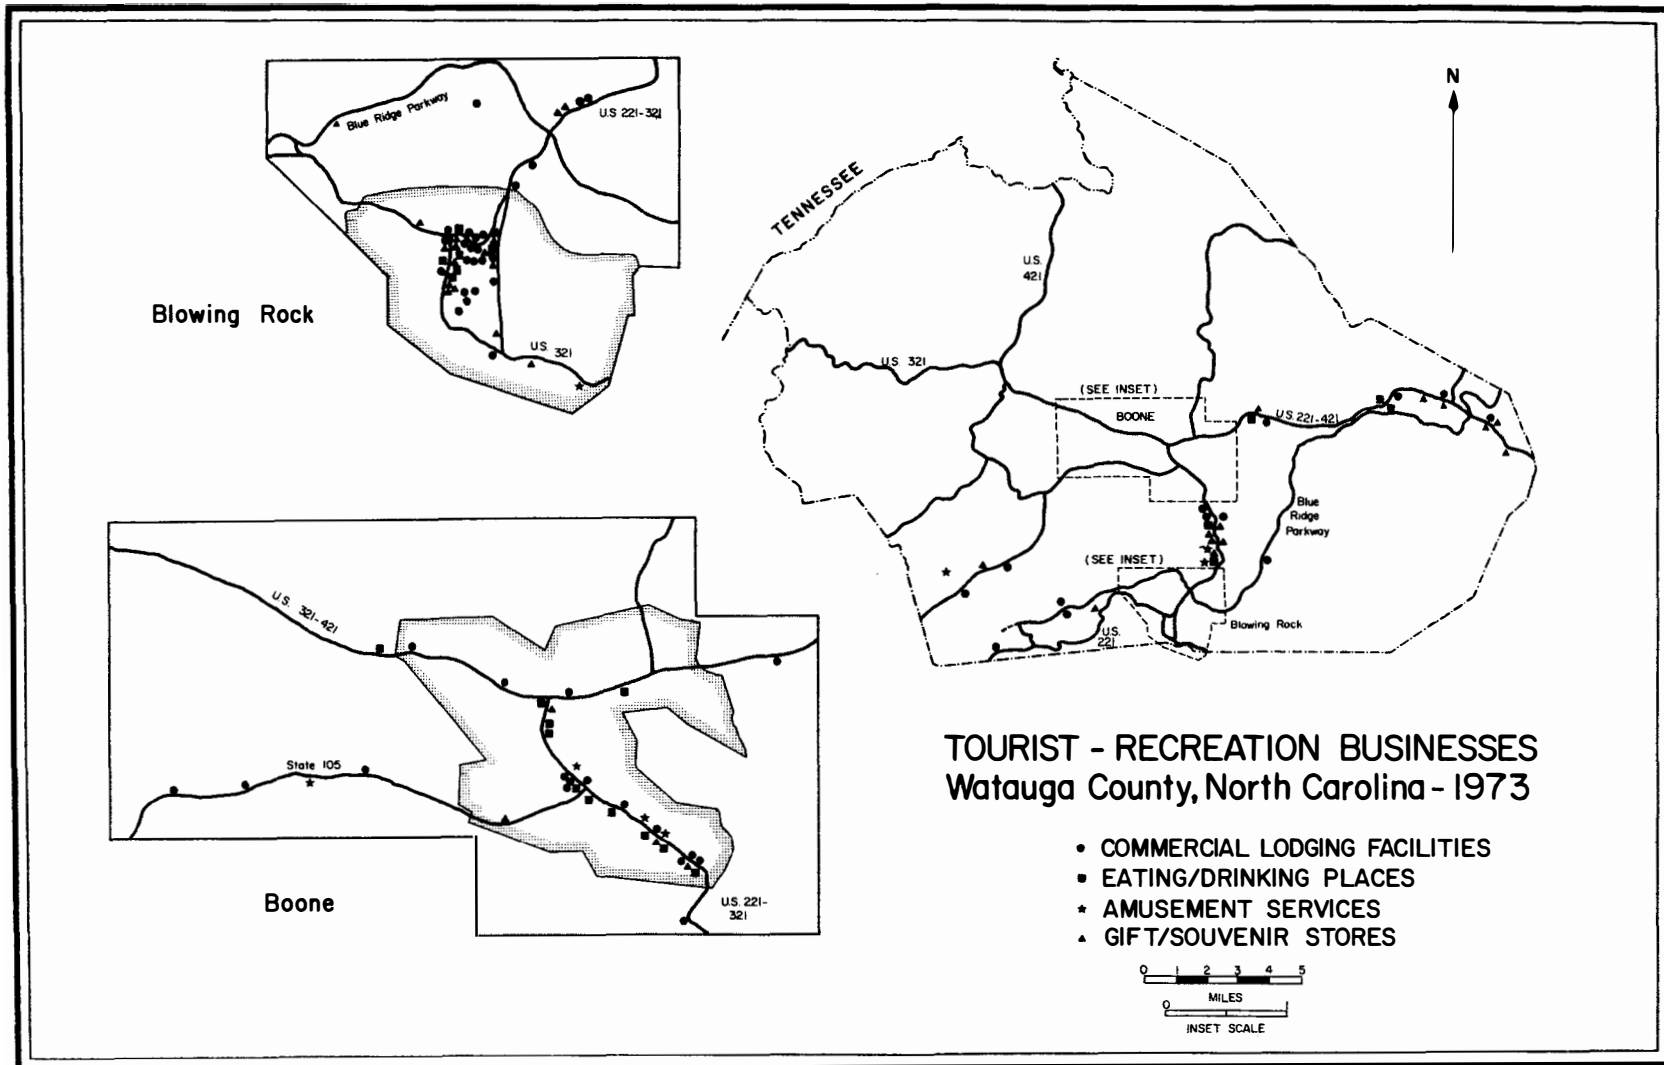 Blue Ridge Parkway
U.S 221-321
U.S. 321
Blowing Rock
N
TENNESSEE
U.S.
421
U.S. 321
(SEE INSET)
BOONE
U.S. 221-421
Blue
Ridge
Parkway
(SEE INSET)
U.S.
221
Blowing Rock
U.S. 321-421
State 105
U.S. 221-
321
Boone
TOURIST - RECREATION BUSINESSES
Watauga County, North Carolina - 1973
COMMERCIAL LODGING FACILITIES
EATING/DRINKING PLACES
AMUSEMENT SERVICES
GIFT/SOUVENIR STORES
0 1 2 3 4 5
MILES
0 1
INSET SCALE